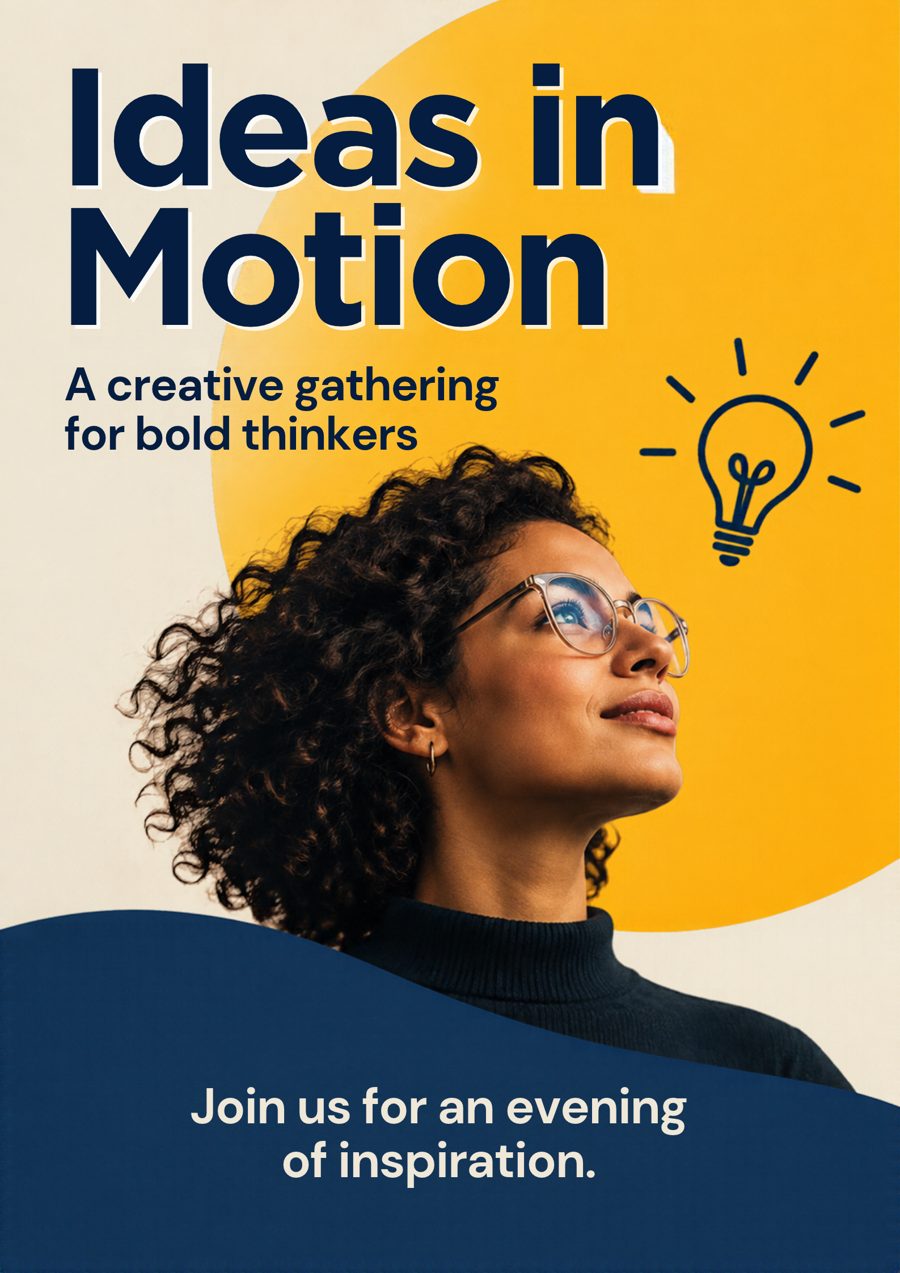 Ideas in
Motion
A creative gathering
for bold thinkers
Join us for an evening
of inspiration.